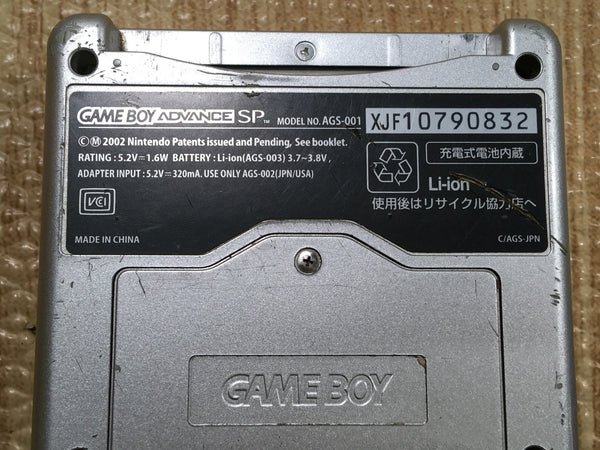 GAME BOY ADVANCE SP™ MODEL NO. AGS-001 XJF10790832
©Ⓜ 2002 Nintendo Patents issued and Pending, See booklet.
RATING : 5.2V⎓1.6W BATTERY : Li-ion(AGS-003) 3.7~3.8V ,
ADAPTER INPUT : 5.2V⎓320mA. USE ONLY AGS-002(JPN/USA)
VCI
MADE IN CHINA
充電式電池内蔵
Li-ion
使用後はリサイクル協力店へ
C/AGS-JPN
GAME BOY